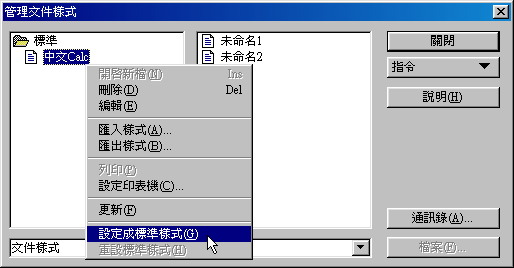 管理文件樣式
標準
中文Calc
未命名1
未命名2
關閉
指令
說明(H)
通訊錄(A)...
檔案(F)...
開啓新檔(N) Ins
刪除(D) Del
編輯(E)
匯入樣式(A)...
匯出樣式(B)...
列印(P)
設定印表機(C)...
更新(F)
設定成標準樣式(G)
重設標準樣式(H)
文件樣式